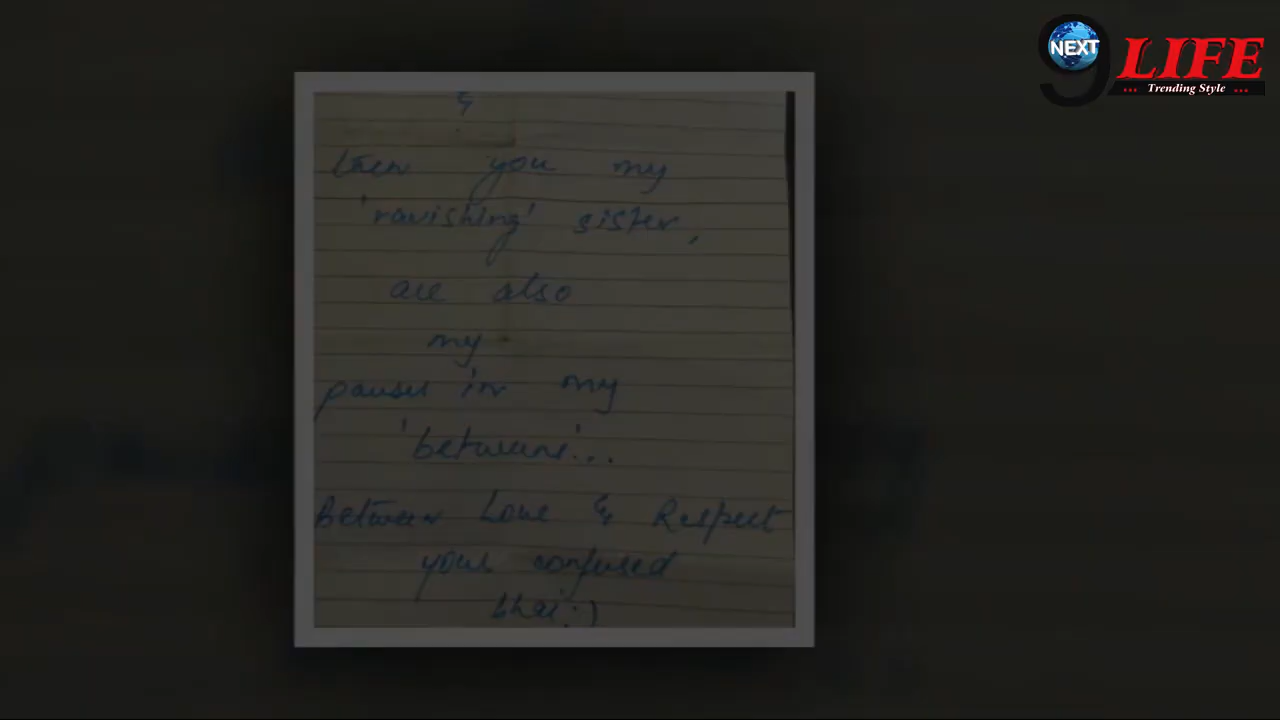 9
NEXT
LIFE
... Trending Style ...
&
then you my
'ravishing' sister,
are also
my
pauses in my
'betweens'...
Between Love & Respect
your confused
bhai :)